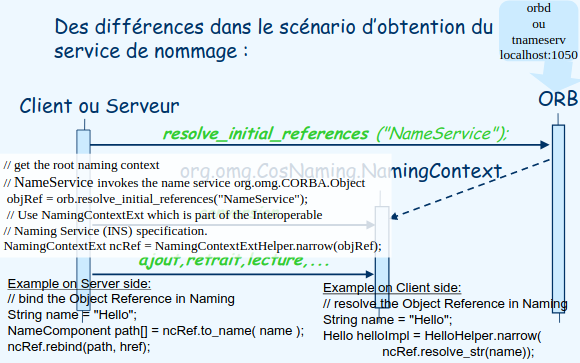 Des différences dans le scénario d'obtention du
service de nommage :
orbd
ou
tnameserv
localhost:1050
Client ou Serveur
ORB
resolve_initial_references ("NameService");
org.omg.CosNaming.NamingContext
// get the root naming context
// NameService invokes the name service org.omg.CORBA.Object
objRef = orb.resolve_initial_references("NameService");
// Use NamingContextExt which is part of the Interoperable
// Naming Service (INS) specification.
NamingContextExt ncRef = NamingContextExtHelper.narrow(objRef);
ajout,retrait,lecture,...
Example on Server side:
// bind the Object Reference in Naming
String name = "Hello";
NameComponent path[] = ncRef.to_name( name );
ncRef.rebind(path, href);
Example on Client side:
// resolve the Object Reference in Naming
String name = "Hello";
Hello helloImpl = HelloHelper.narrow(
ncRef.resolve_str(name));